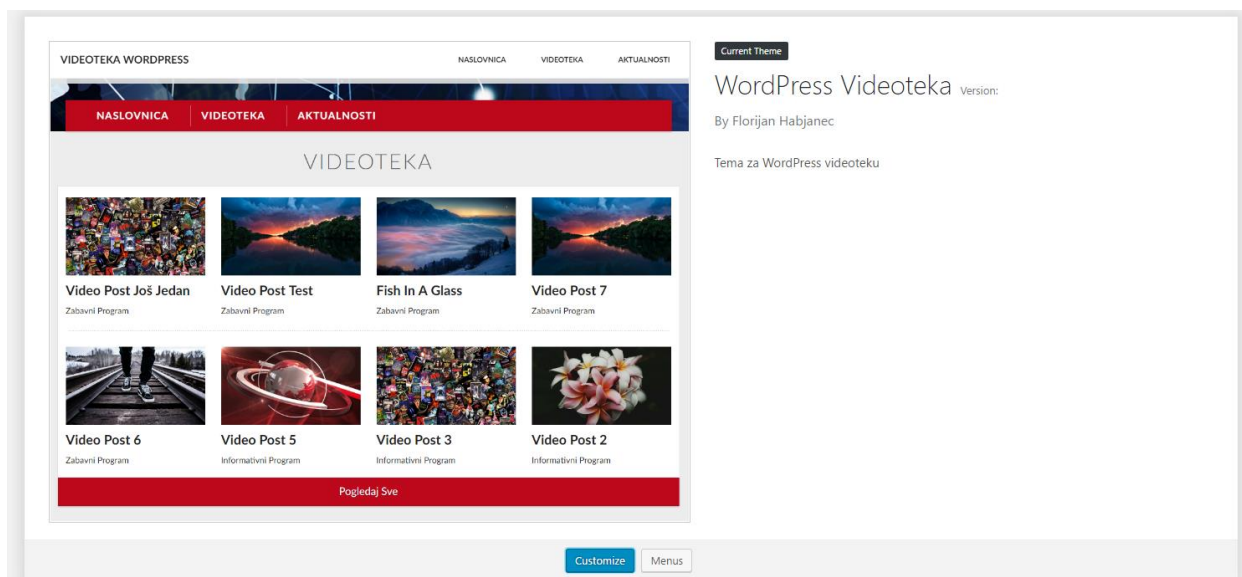 VIDEOTEKA WORDPRESS NASLOVNICA VIDEOTEKA AKTUALNOSTI
NASLOVNICA VIDEOTEKA AKTUALNOSTI
VIDEOTEKA
Video Post Još Jedan Video Post Test Fish In A Glass Video Post 7
Zabavni Program Zabavni Program Zabavni Program Zabavni Program
Video Post 6 Video Post 5 Video Post 3 Video Post 2
Zabavni Program Informativni Program Informativni Program Informativni Program
Pogledaj Sve
Current Theme
WordPress Videoteka Version:
By Florijan Habjanec
Tema za WordPress videoteku
Customize Menus